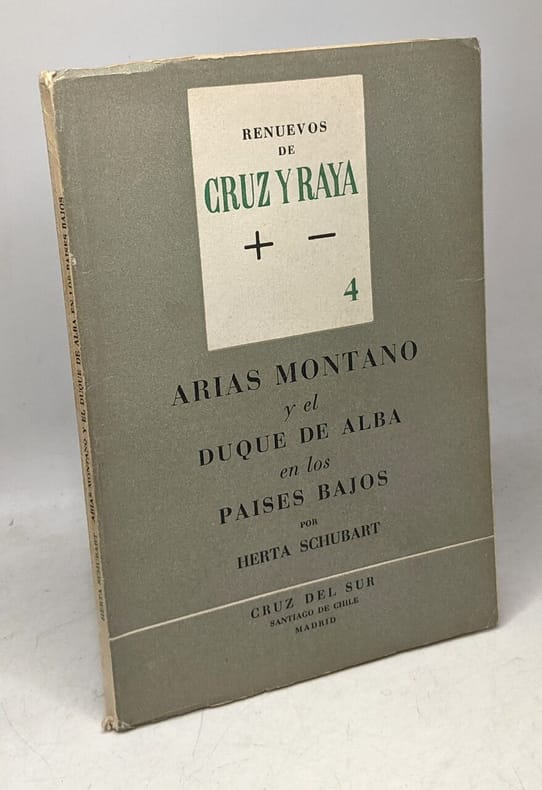 RENUEVOS
DE
CRUZ Y RAYA
+ −
4
ARIAS MONTANO
y el
DUQUE DE ALBA
en los
PAISES BAJOS
POR
HERTA SCHUBART
CRUZ DEL SUR
SANTIAGO DE CHILE
MADRID
HERTA SCHUBART ARIAS MONTANO Y EL DUQUE DE ALBA EN LOS PAISES BAJOS